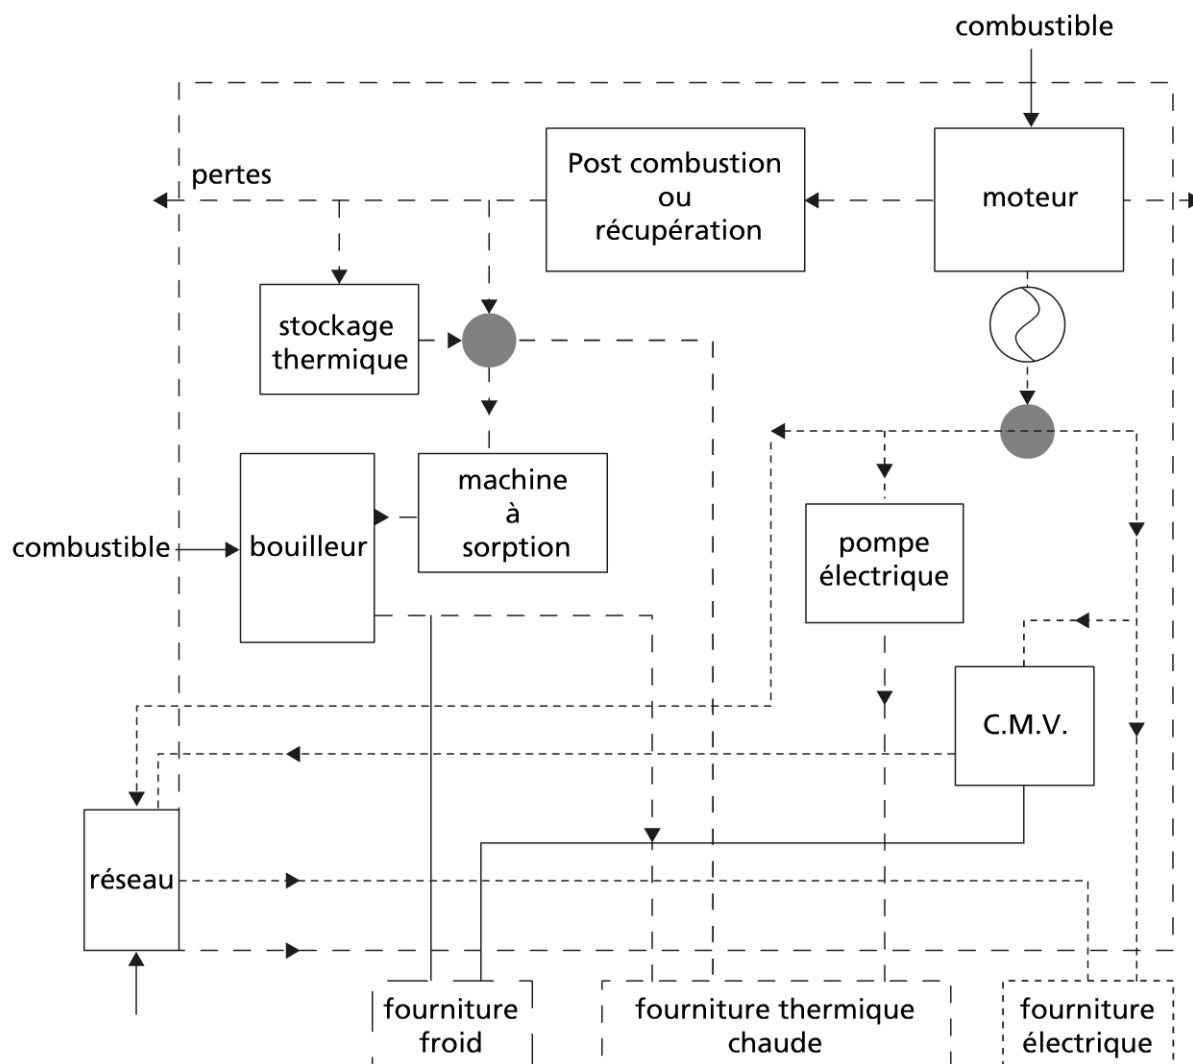 combustible
pertes
Post combustion
ou
récupération
moteur
stockage
thermique
machine
à
sorption
combustible
bouilleur
pompe
électrique
C.M.V.
réseau
fourniture
froid
fourniture thermique
chaude
fourniture
électrique